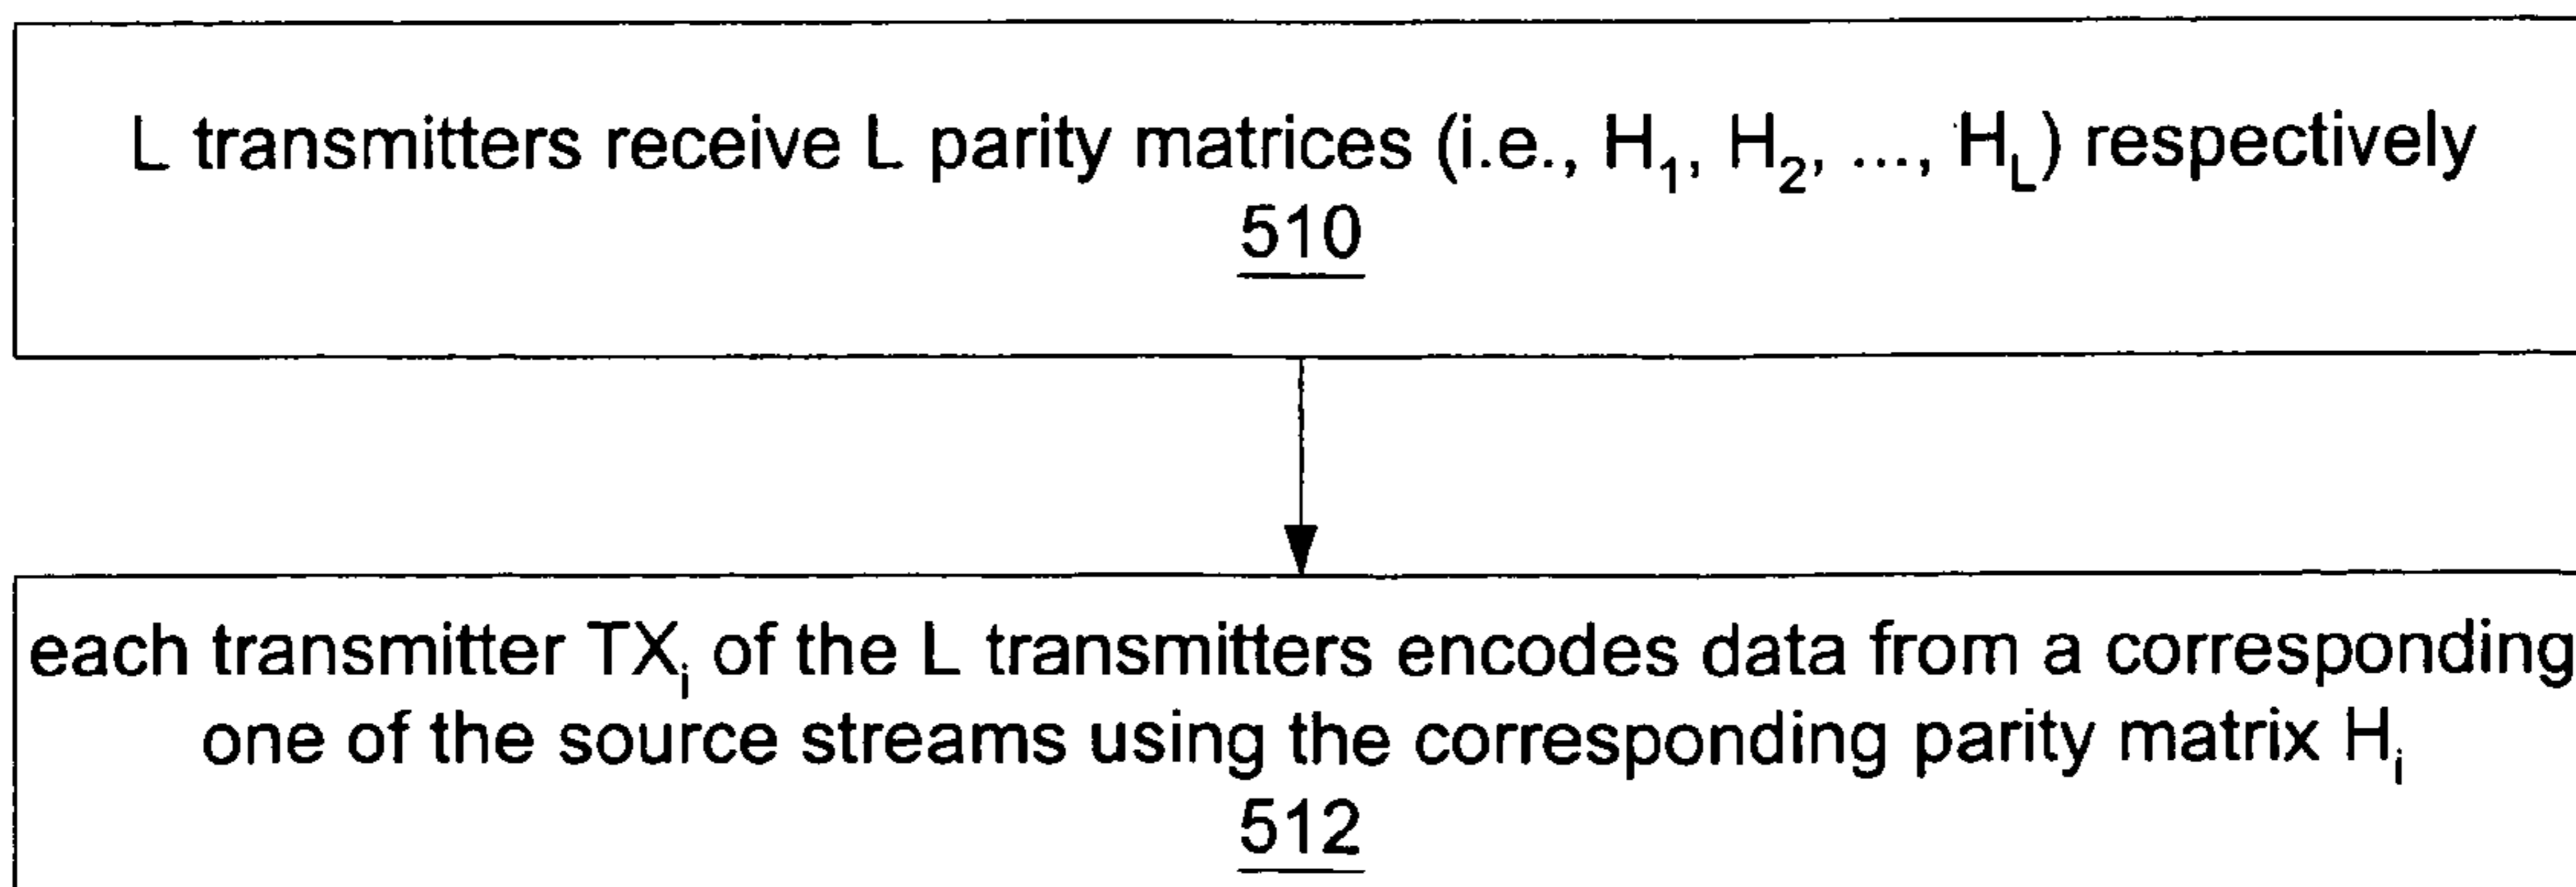 L transmitters receive L parity matrices (i.e., H₁, H₂, ..., H_L) respectively
510
each transmitter TXᵢ of the L transmitters encodes data from a corresponding
one of the source streams using the corresponding parity matrix Hᵢ
512